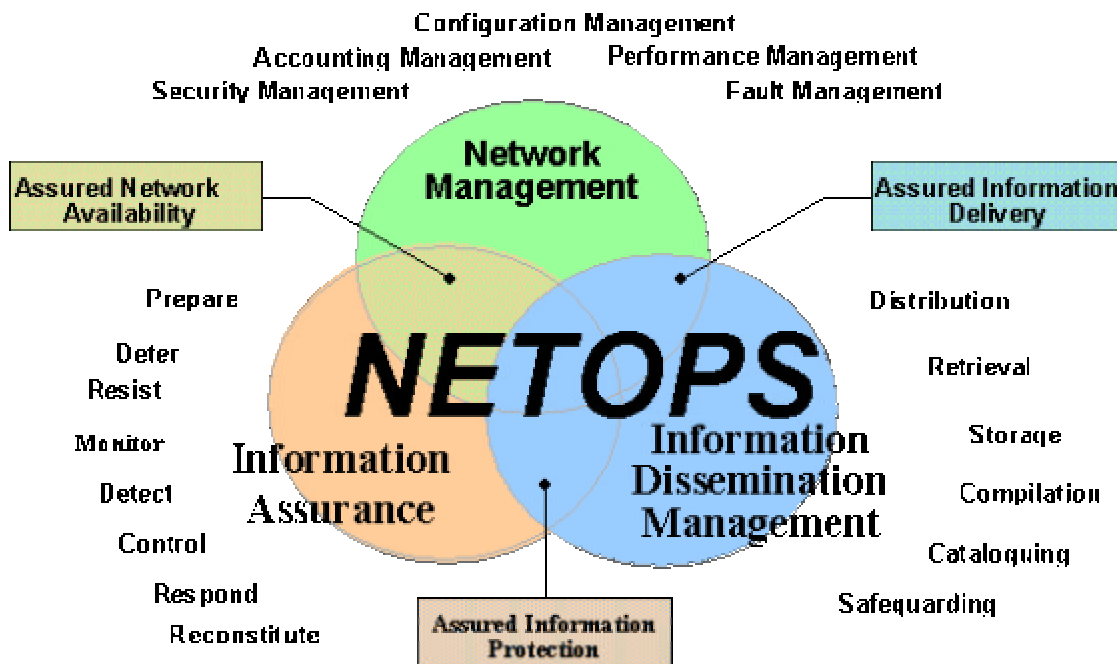 Configuration Management
Accounting Management
Performance Management
Security Management
Fault Management
Network
Management
Assured Network
Availability
Assured Information
Delivery
Prepare
Deter
Resist
Monitor
Detect
Control
Respond
Reconstitute
NETOPS
Information
Assurance
Information
Dissemination
Management
Distribution
Retrieval
Storage
Compilation
Cataloquing
Safequarding
Assured Information
Protection